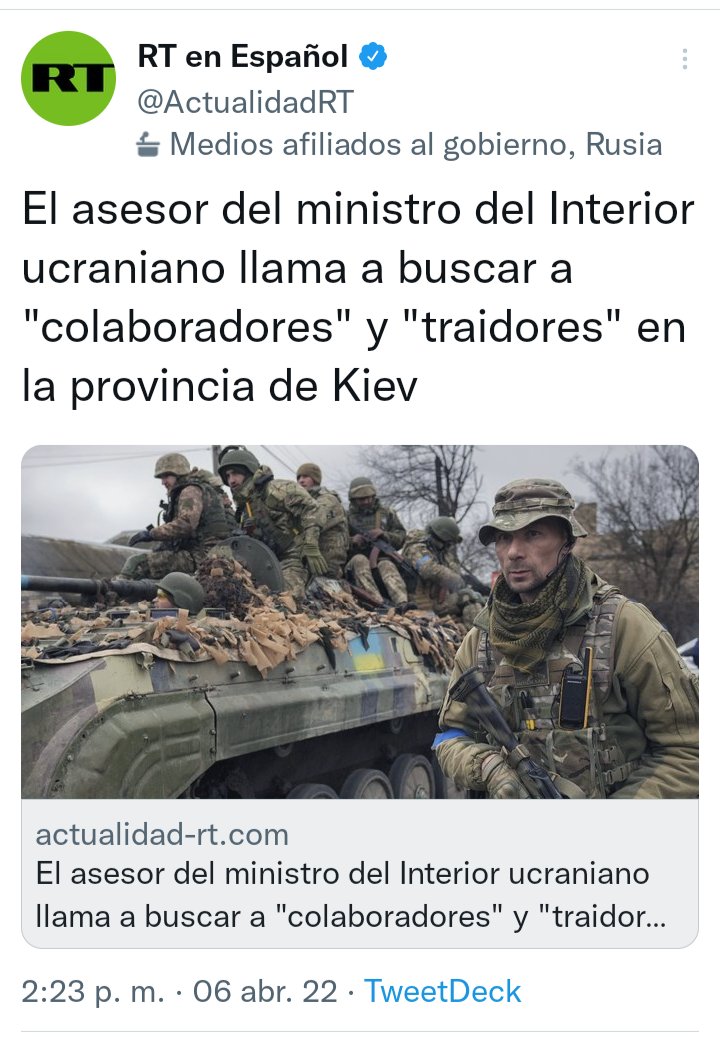 RT
RT en Español
@ActualidadRT
Medios afiliados al gobierno, Rusia
El asesor del ministro del Interior
ucraniano llama a buscar a
"colaboradores" y "traidores" en
la provincia de Kiev
actualidad-rt.com
El asesor del ministro del Interior ucraniano
llama a buscar a "colaboradores" y "traidor...
2:23 p. m. · 06 abr. 22 · TweetDeck